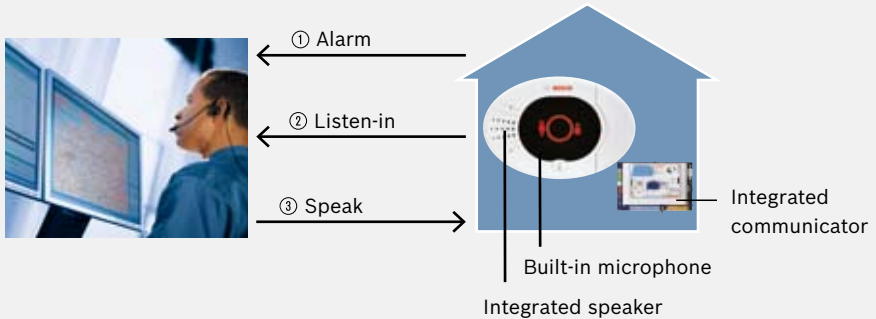 ① Alarm
② Listen-in
③ Speak
Integrated
communicator
Built-in microphone
Integrated speaker